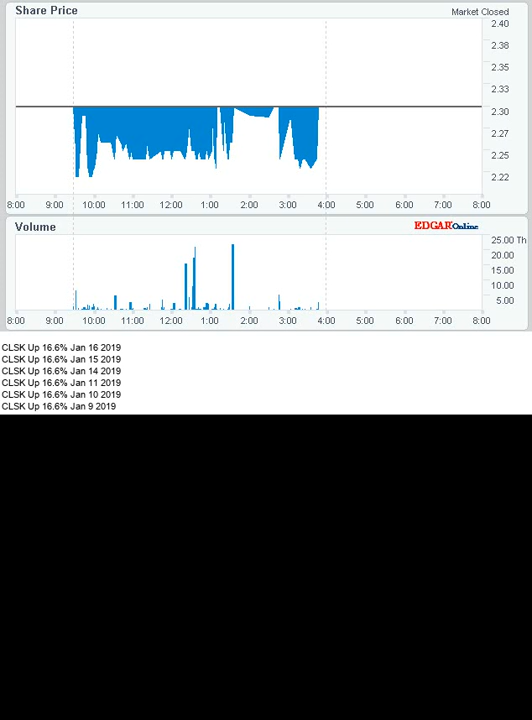 Share Price
Market Closed
2.40
2.38
2.35
2.33
2.30
2.27
2.25
2.22
8:00 9:00 10:00 11:00 12:00 1:00 2:00 3:00 4:00 5:00 6:00 7:00 8:00
Volume
EDGAR Online
25.00 Th
20.00
15.00
10.00
5.00
8:00 9:00 10:00 11:00 12:00 1:00 2:00 3:00 4:00 5:00 6:00 7:00 8:00
CLSK Up 16.6% Jan 16 2019
CLSK Up 16.6% Jan 15 2019
CLSK Up 16.6% Jan 14 2019
CLSK Up 16.6% Jan 11 2019
CLSK Up 16.6% Jan 10 2019
CLSK Up 16.6% Jan 9 2019